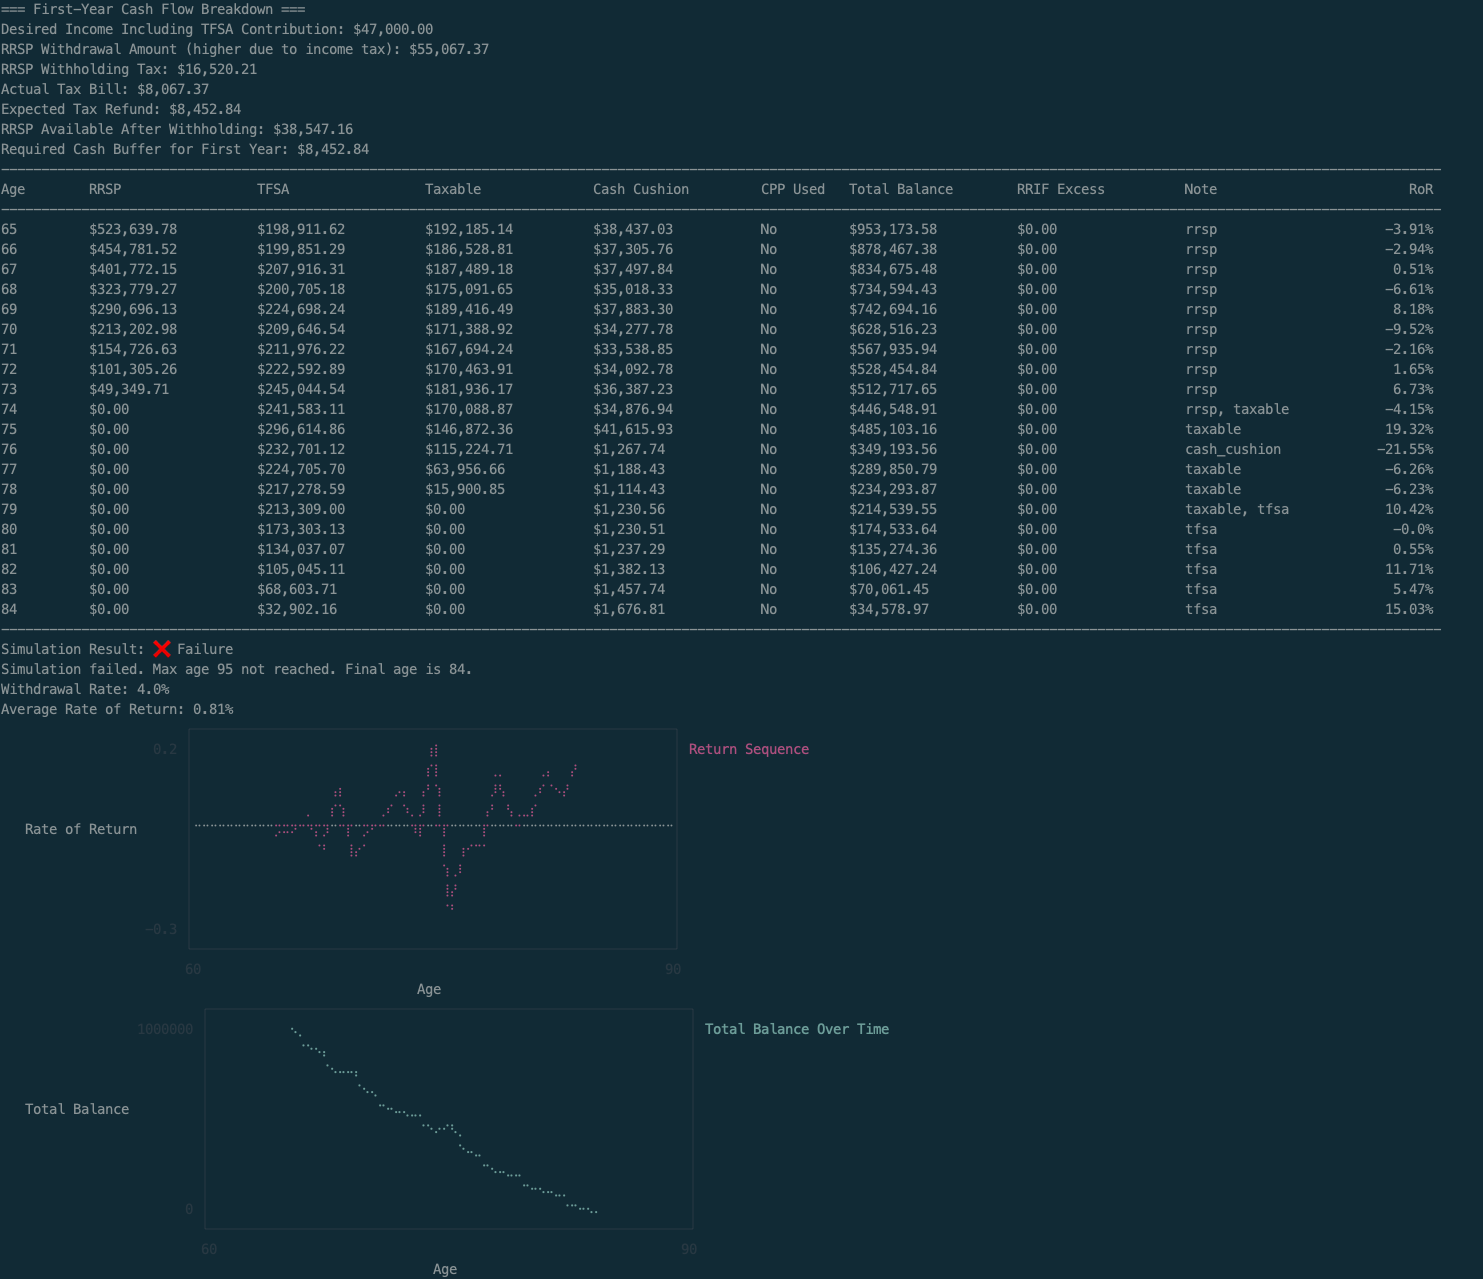 === First-Year Cash Flow Breakdown ===
Desired Income Including TFSA Contribution: $47,000.00
RRSP Withdrawal Amount (higher due to income tax): $55,067.37
RRSP Withholding Tax: $16,520.21
Actual Tax Bill: $8,067.37
Expected Tax Refund: $8,452.84
RRSP Available After Withholding: $38,547.16
Required Cash Buffer for First Year: $8,452.84
Age RRSP TFSA Taxable Cash Cushion CPP Used Total Balance RRIF Excess Note RoR
65 $523,639.78 $198,911.62 $192,185.14 $38,437.03 No $953,173.58 $0.00 rrsp -3.91%
66 $454,781.52 $199,851.29 $186,528.81 $37,305.76 No $878,467.38 $0.00 rrsp -2.94%
67 $401,772.15 $207,916.31 $187,489.18 $37,497.84 No $834,675.48 $0.00 rrsp 0.51%
68 $323,779.27 $200,705.18 $175,091.65 $35,018.33 No $734,594.43 $0.00 rrsp -6.61%
69 $290,696.13 $224,698.24 $189,416.49 $37,883.30 No $742,694.16 $0.00 rrsp 8.18%
70 $213,202.98 $209,646.54 $171,388.92 $34,277.78 No $628,516.23 $0.00 rrsp -9.52%
71 $154,726.63 $211,976.22 $167,694.24 $33,538.85 No $567,935.94 $0.00 rrsp -2.16%
72 $101,305.26 $222,592.89 $170,463.91 $34,092.78 No $528,454.84 $0.00 rrsp 1.65%
73 $49,349.71 $245,044.54 $181,936.17 $36,387.23 No $512,717.65 $0.00 rrsp 6.73%
74 $0.00 $241,583.11 $170,088.87 $34,876.94 No $446,548.91 $0.00 rrsp, taxable -4.15%
75 $0.00 $296,614.86 $146,872.36 $41,615.93 No $485,103.16 $0.00 taxable 19.32%
76 $0.00 $232,701.12 $115,224.71 $1,267.74 No $349,193.56 $0.00 cash_cushion -21.55%
77 $0.00 $224,705.70 $63,956.66 $1,188.43 No $289,850.79 $0.00 taxable -6.26%
78 $0.00 $217,278.59 $15,900.85 $1,114.43 No $234,293.87 $0.00 taxable -6.23%
79 $0.00 $213,309.00 $0.00 $1,230.56 No $214,539.55 $0.00 taxable, tfsa 10.42%
80 $0.00 $173,303.13 $0.00 $1,230.51 No $174,533.64 $0.00 tfsa -0.0%
81 $0.00 $134,037.07 $0.00 $1,237.29 No $135,274.36 $0.00 tfsa 0.55%
82 $0.00 $105,045.11 $0.00 $1,382.13 No $106,427.24 $0.00 tfsa 11.71%
83 $0.00 $68,603.71 $0.00 $1,457.74 No $70,061.45 $0.00 tfsa 5.47%
84 $0.00 $32,902.16 $0.00 $1,676.81 No $34,578.97 $0.00 tfsa 15.03%
Simulation Result: ❌ Failure
Simulation failed. Max age 95 not reached. Final age is 84.
Withdrawal Rate: 4.0%
Average Rate of Return: 0.81%
0.2
Return Sequence
Rate of Return
-0.3
60 90
Age
1000000
Total Balance Over Time
Total Balance
0
60 90
Age